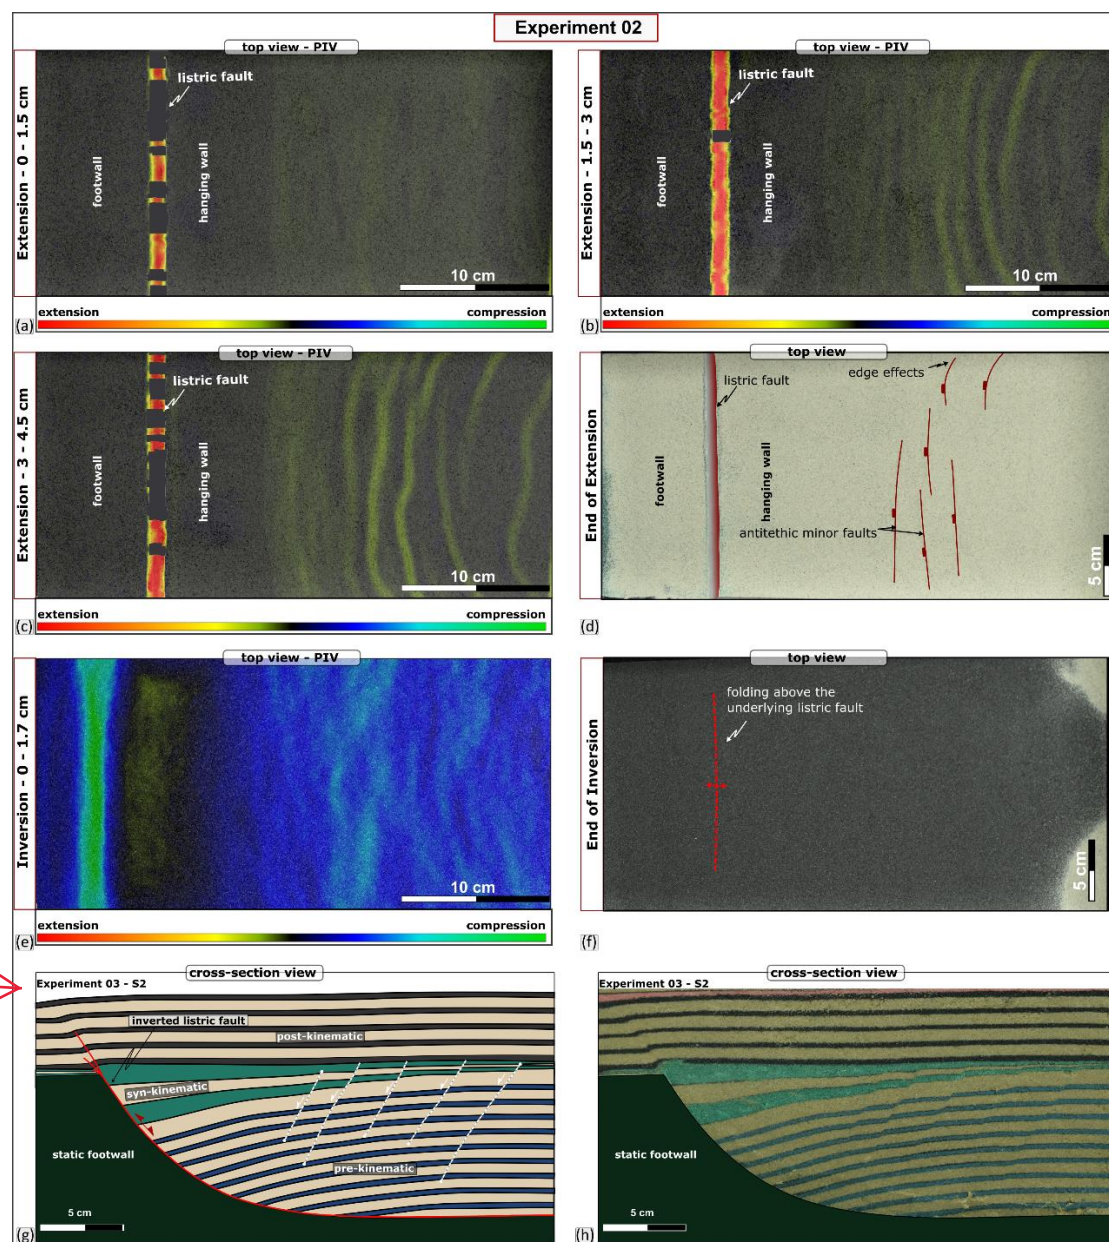 Experiment 02
top view - PIV
Extension - 0 - 1.5 cm
listric fault
footwall
hanging wall
10 cm
extension
compression
(a)
top view - PIV
Extension - 1.5 - 3 cm
listric fault
footwall
hanging wall
10 cm
extension
compression
(b)
top view - PIV
Extension - 3 - 4.5 cm
listric fault
footwall
hanging wall
10 cm
extension
compression
(c)
top view
End of Extension
listric fault
edge effects
footwall
hanging wall
antitethic minor faults
5 cm
(d)
top view - PIV
Inversion - 0 - 1.7 cm
10 cm
extension
compression
(e)
top view
End of Inversion
folding above the
underlying listric fault
5 cm
(f)
cross-section view
Experiment 03 - S2
inverted listric fault
post-kinematic
syn-kinematic
static footwall
pre-kinematic
5 cm
(g)
cross-section view
Experiment 03 - S2
static footwall
5 cm
(h)